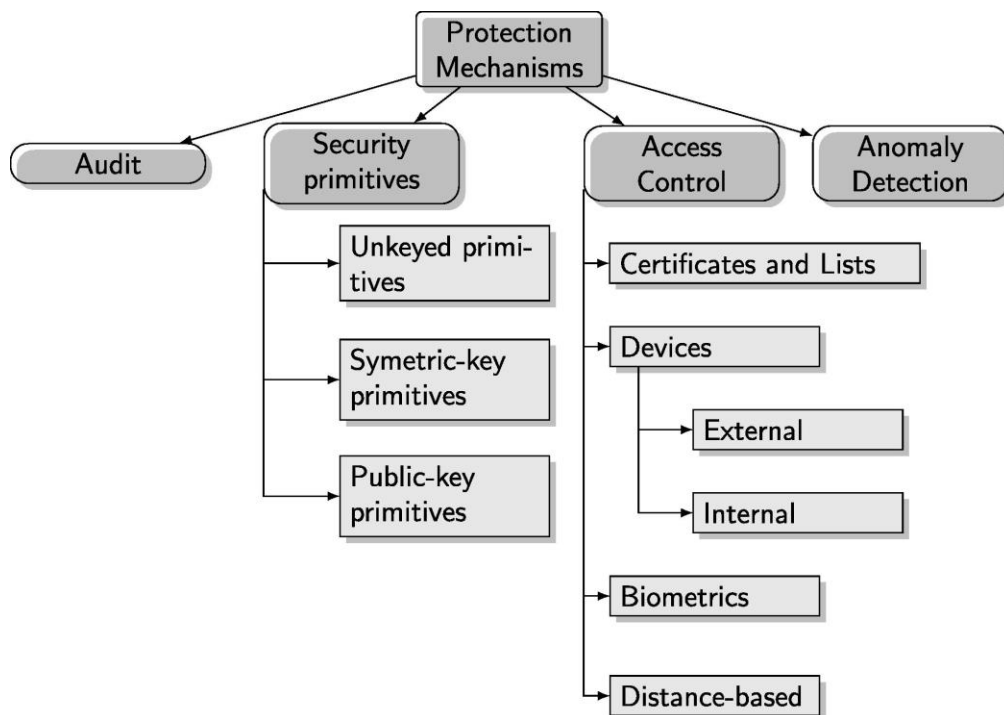 Protection
Mechanisms
Audit
Security
primitives
Access
Control
Anomaly
Detection
Unkeyed primi-
tives
Symetric-key
primitives
Public-key
primitives
Certificates and Lists
Devices
External
Internal
Biometrics
Distance-based